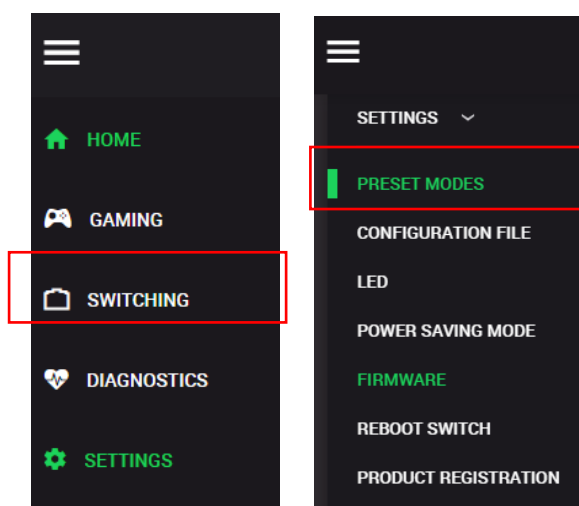 HOME
GAMING
SWITCHING
DIAGNOSTICS
SETTINGS
SETTINGS
PRESET MODES
CONFIGURATION FILE
LED
POWER SAVING MODE
FIRMWARE
REBOOT SWITCH
PRODUCT REGISTRATION